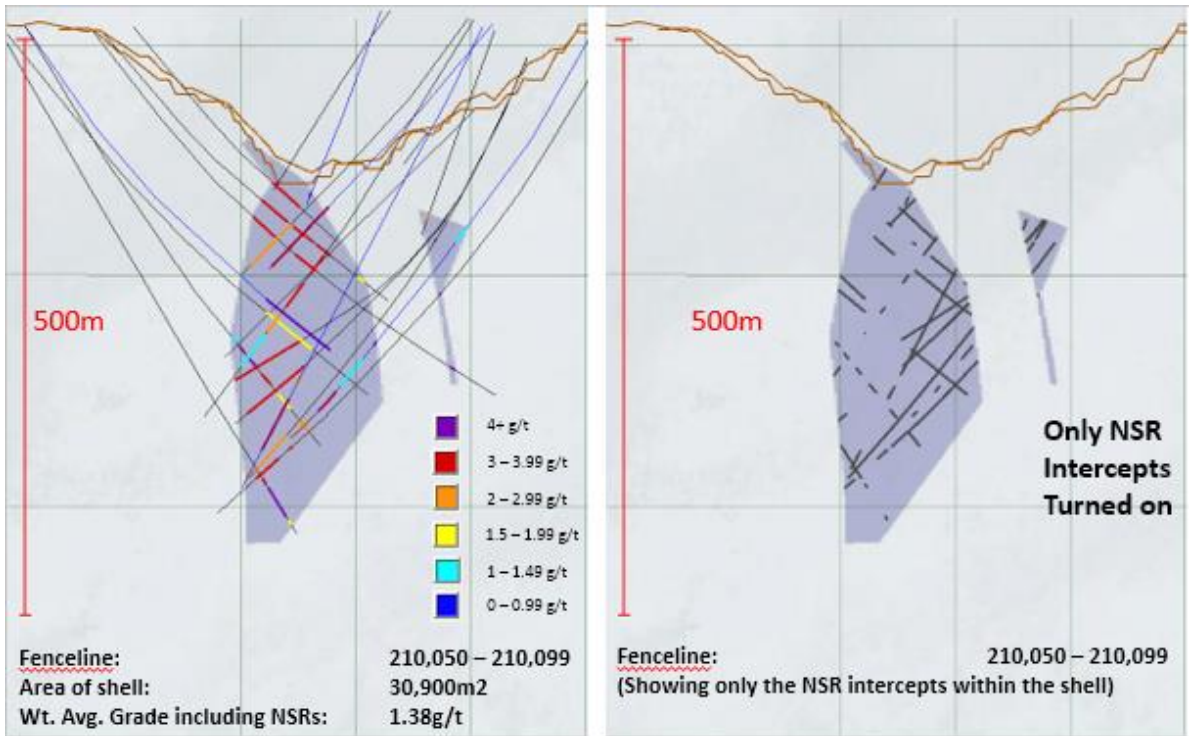 500m
4+ g/t
3 – 3.99 g/t
2 – 2.99 g/t
1.5 – 1.99 g/t
1 – 1.49 g/t
0 – 0.99 g/t
Fenceline: 210,050 – 210,099
Area of shell: 30,900m2
Wt. Avg. Grade including NSRs: 1.38g/t
500m
Only NSR
Intercepts
Turned on
Fenceline: 210,050 – 210,099
(Showing only the NSR intercepts within the shell)